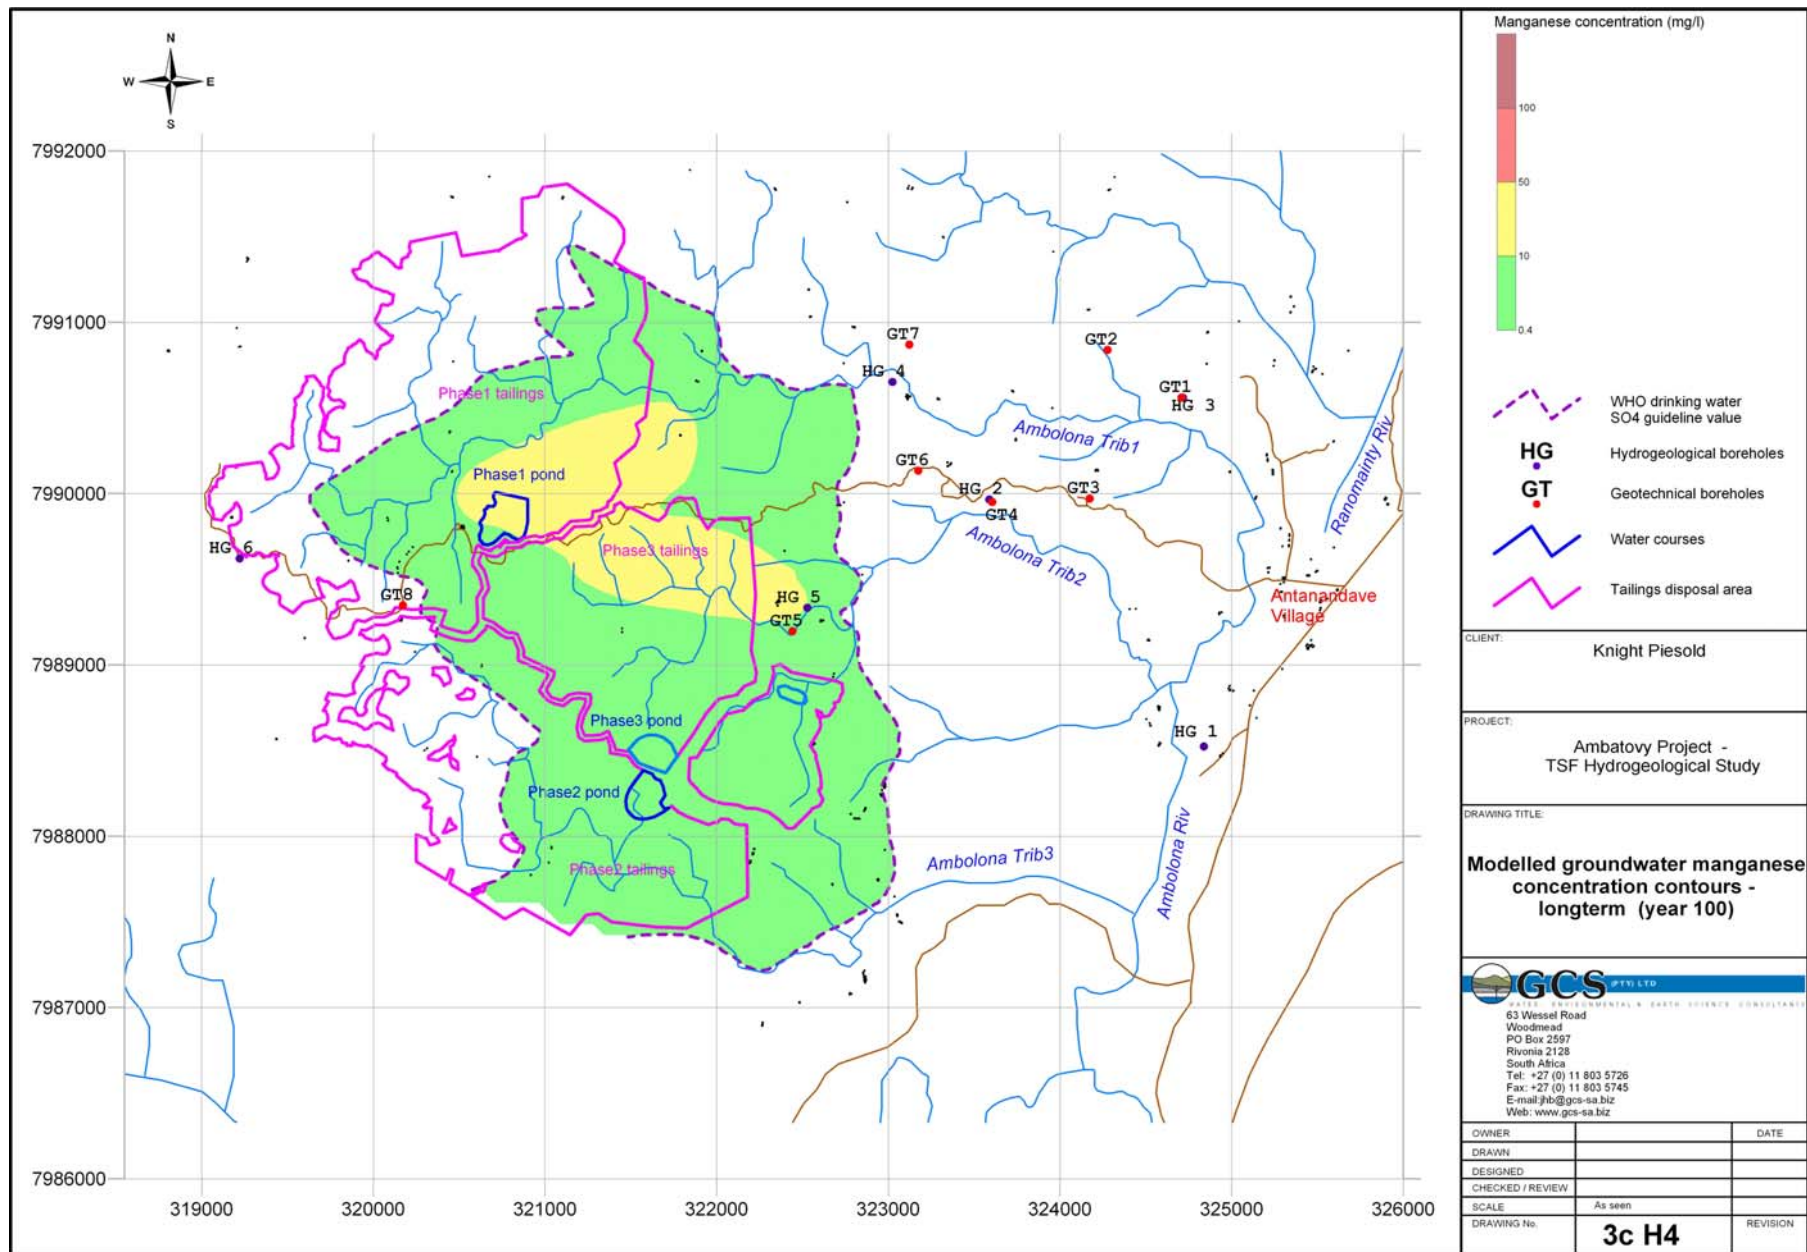 N
W
E
S
7992000
7991000
7990000
7989000
7988000
7987000
7986000
319000
320000
321000
322000
323000
324000
325000
326000
GT7
HG 4
GT2
GT1
HG 3
Phase1 tailings
Ambolona Trib1
Ranomainty Riv
Phase1 pond
GT6
HG 2
GT4
GT3
HG 6
Phase3 tailings
Ambolona Trib2
GT8
HG 5
GT5
Antanandave
Village
Phase3 pond
HG 1
Phase2 pond
Phase2 tailings
Ambolona Trib3
Ambolona Riv
Manganese concentration (mg/l)
100
50
10
0.4
WHO drinking water
SO4 guideline value
HG
Hydrogeological boreholes
GT
Geotechnical boreholes
Water courses
Tailings disposal area
CLIENT:
Knight Piesold
PROJECT:
Ambatovy Project -
TSF Hydrogeological Study
DRAWING TITLE:
Modelled groundwater manganese
concentration contours -
longterm (year 100)
GCS (PTY) LTD
WATER, ENVIRONMENTAL & EARTH SCIENCE CONSULTANTS
63 Wessel Road
Woodmead
PO Box 2597
Rivonia 2128
South Africa
Tel: +27 (0) 11 803 5726
Fax: +27 (0) 11 803 5745
E-mail:jhb@gcs-sa.biz
Web: www.gcs-sa.biz
OWNER
DATE
DRAWN
DESIGNED
CHECKED / REVIEW
SCALE
As seen
DRAWING No.
3c H4
REVISION